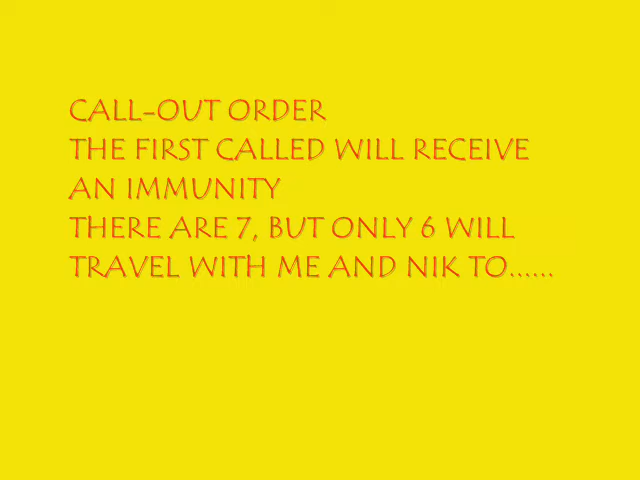 CALL-OUT ORDER
THE FIRST CALLED WILL RECEIVE
AN IMMUNITY
THERE ARE 7, BUT ONLY 6 WILL
TRAVEL WITH ME AND NIK TO......